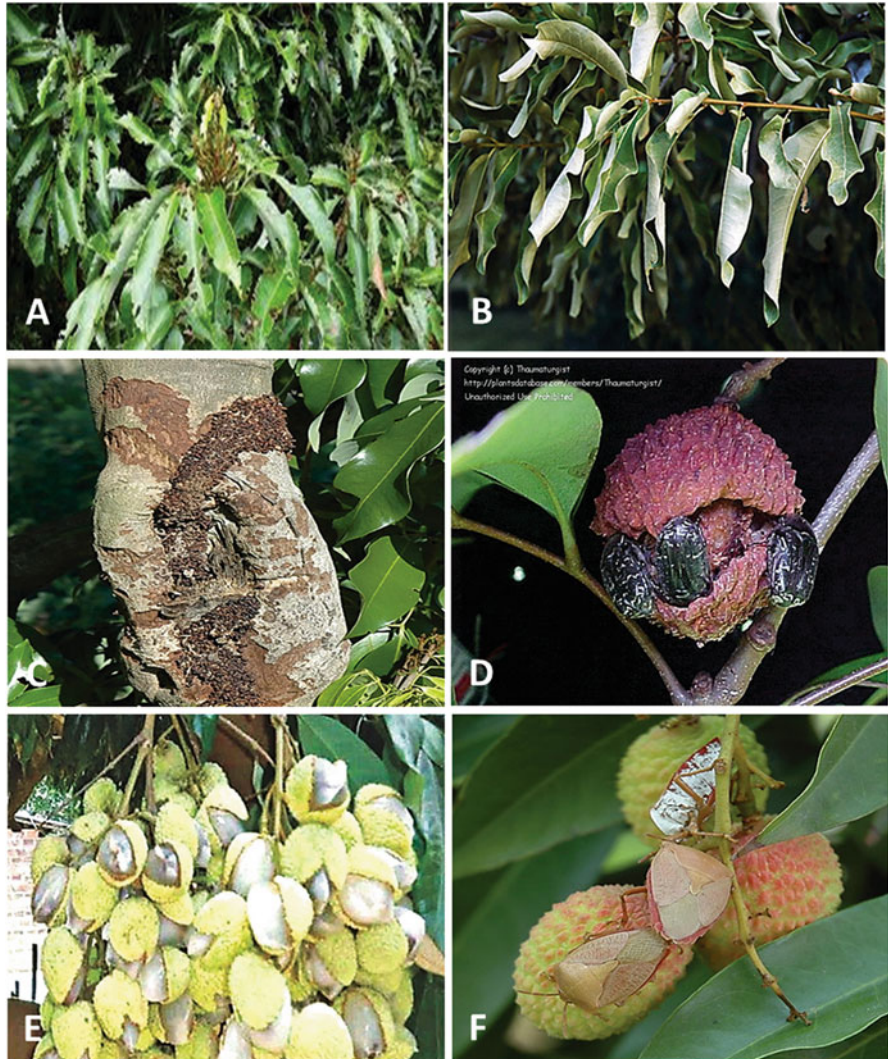 A
B
C
Copyright (c) Thaumaturgist
http://plantsdatabase.com/members/Thaumaturgist/
Unauthorized Use Prohibited
D
E
F